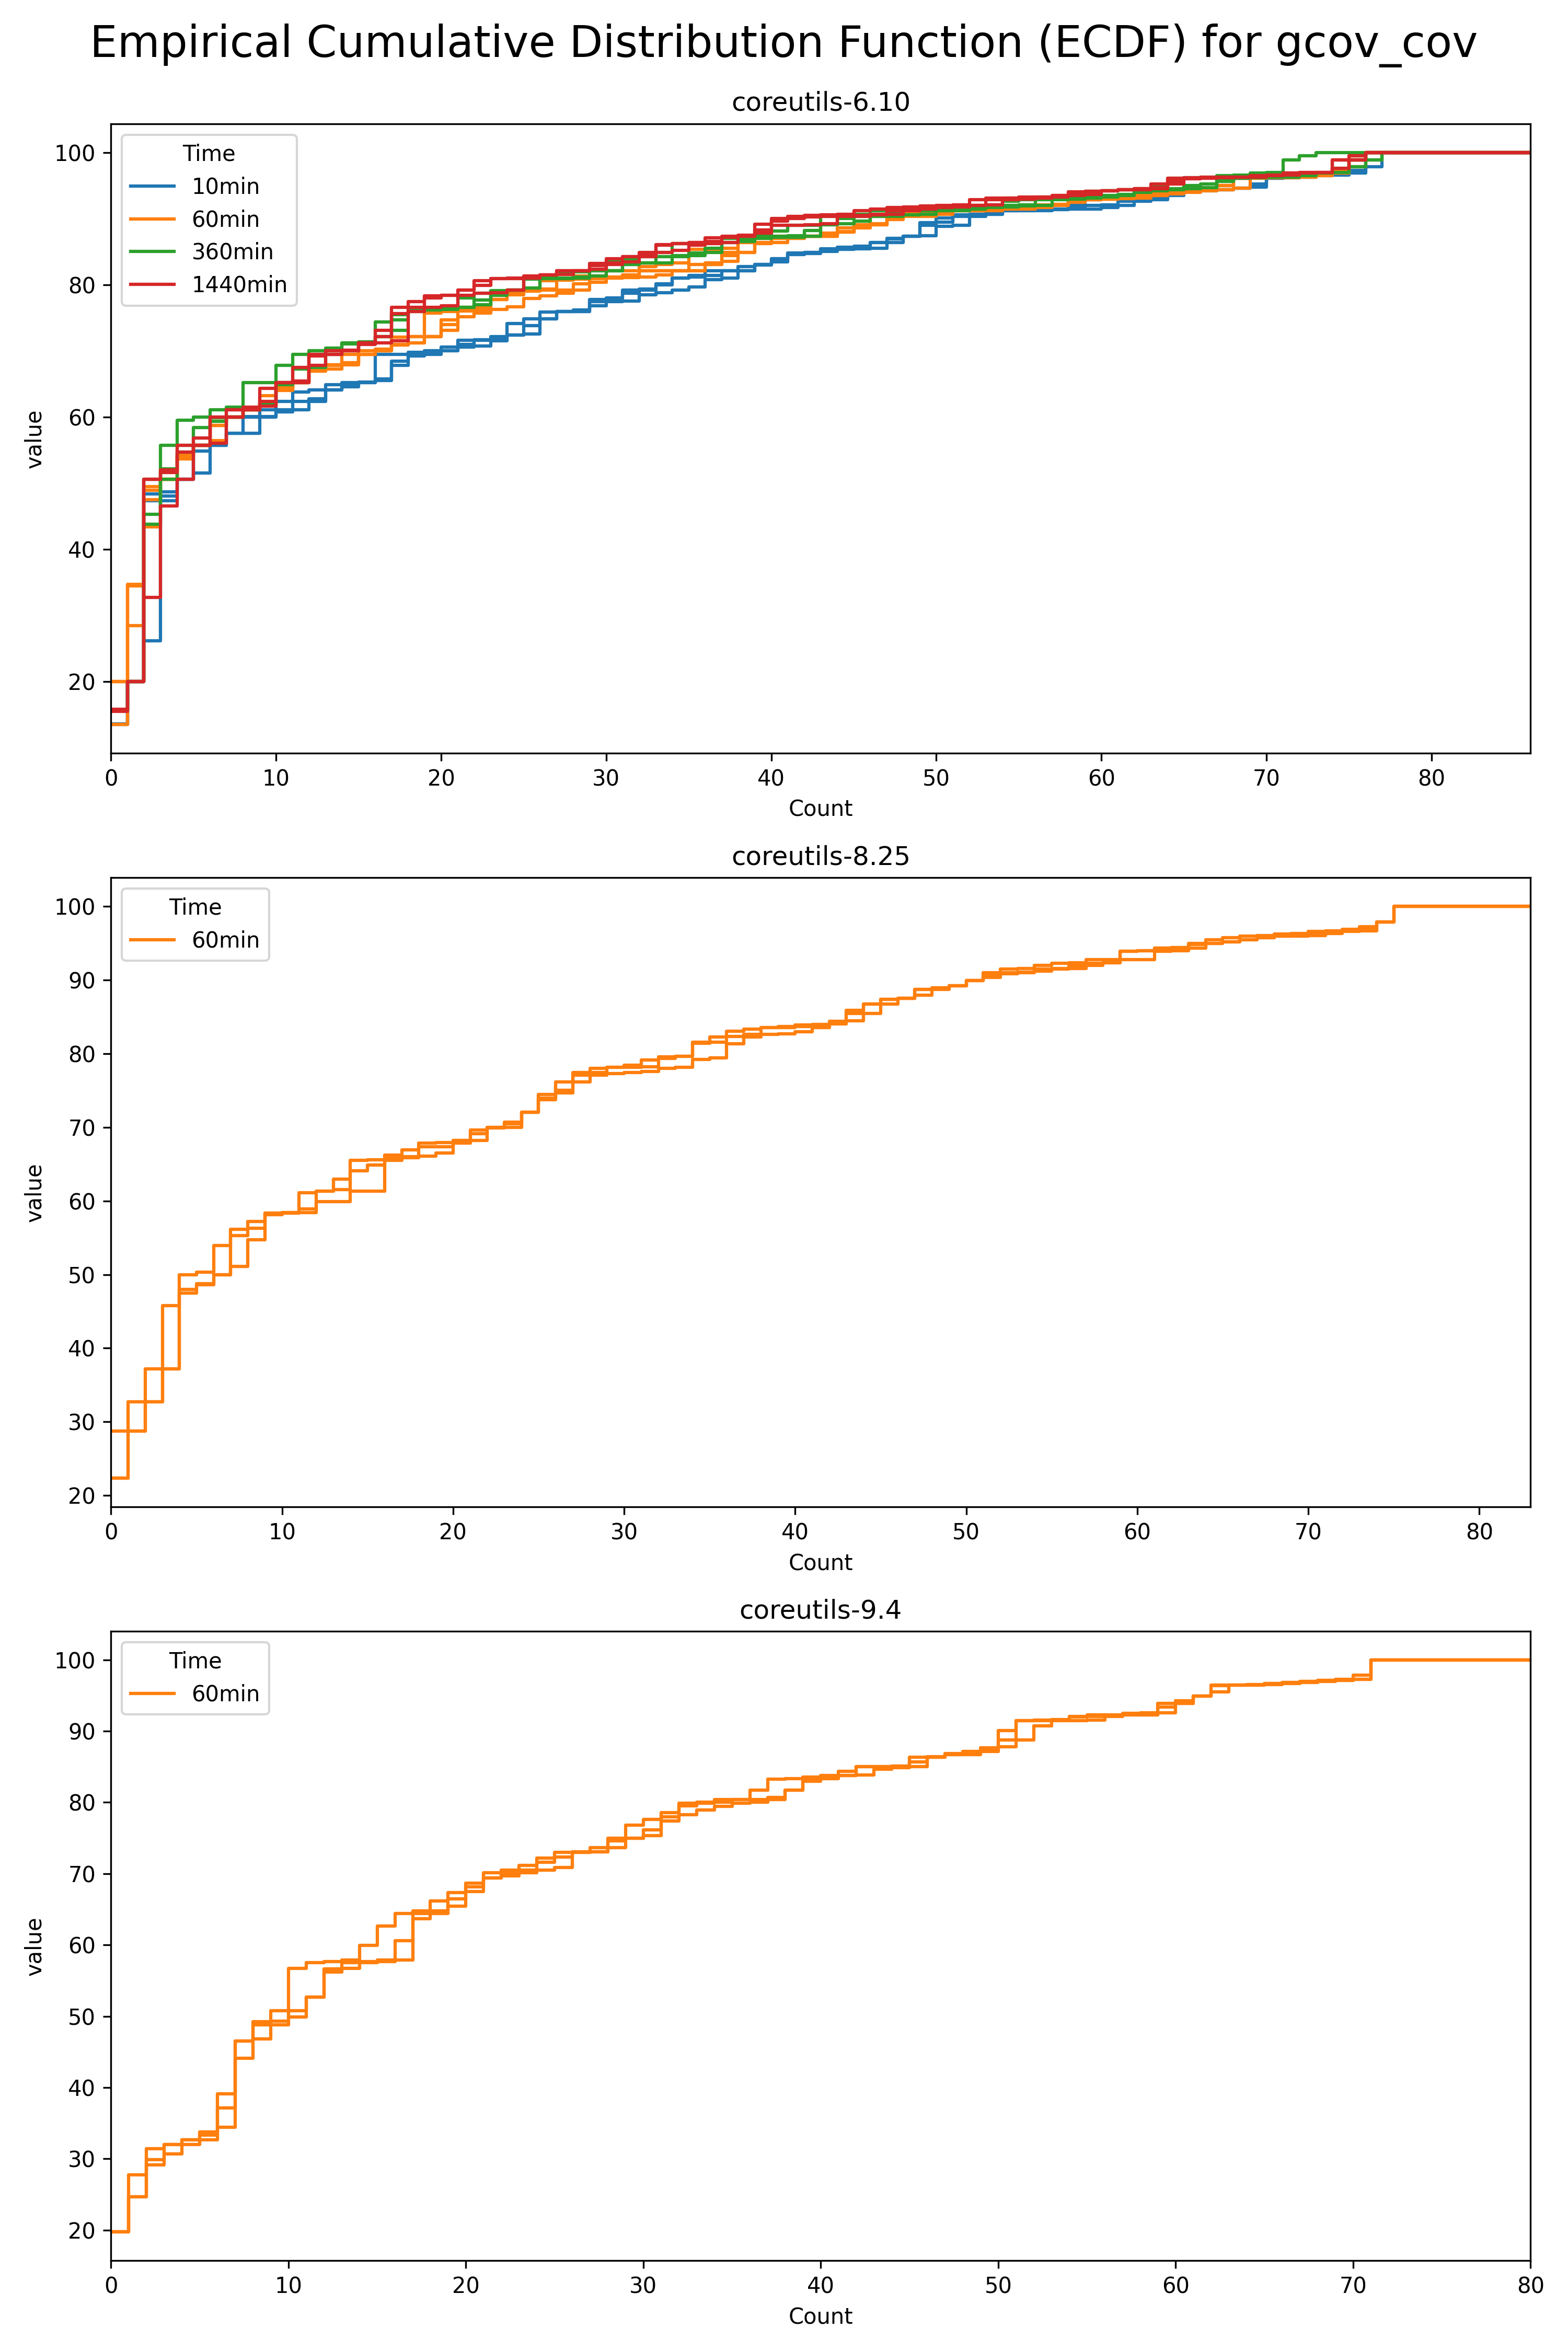 Empirical Cumulative Distribution Function (ECDF) for gcov_cov
coreutils-6.10
Time
10min
60min
360min
1440min
100
80
60
40
20
value
0 10 20 30 40 50 60 70 80
Count
coreutils-8.25
Time
60min
100
90
80
70
60
50
40
30
20
value
0 10 20 30 40 50 60 70 80
Count
coreutils-9.4
Time
60min
100
90
80
70
60
50
40
30
20
value
0 10 20 30 40 50 60 70 80
Count